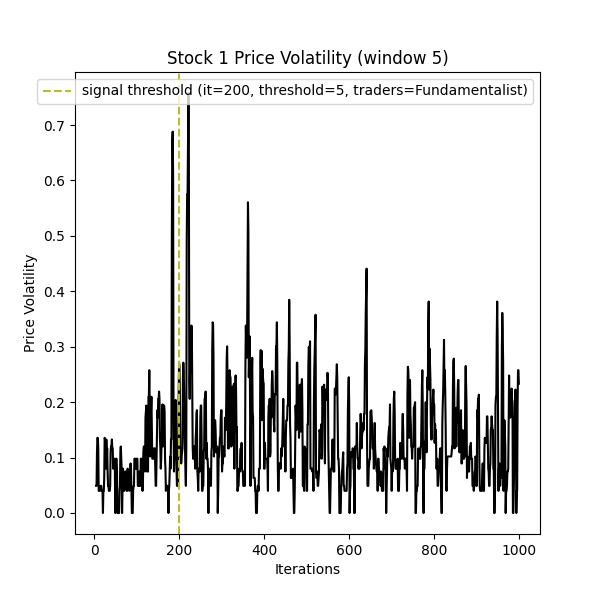 Stock 1 Price Volatility (window 5)
signal threshold (it=200, threshold=5, traders=Fundamentalist)
0.7
0.6
0.5
0.4
0.3
0.2
0.1
0.0
Price Volatility
0 200 400 600 800 1000
Iterations